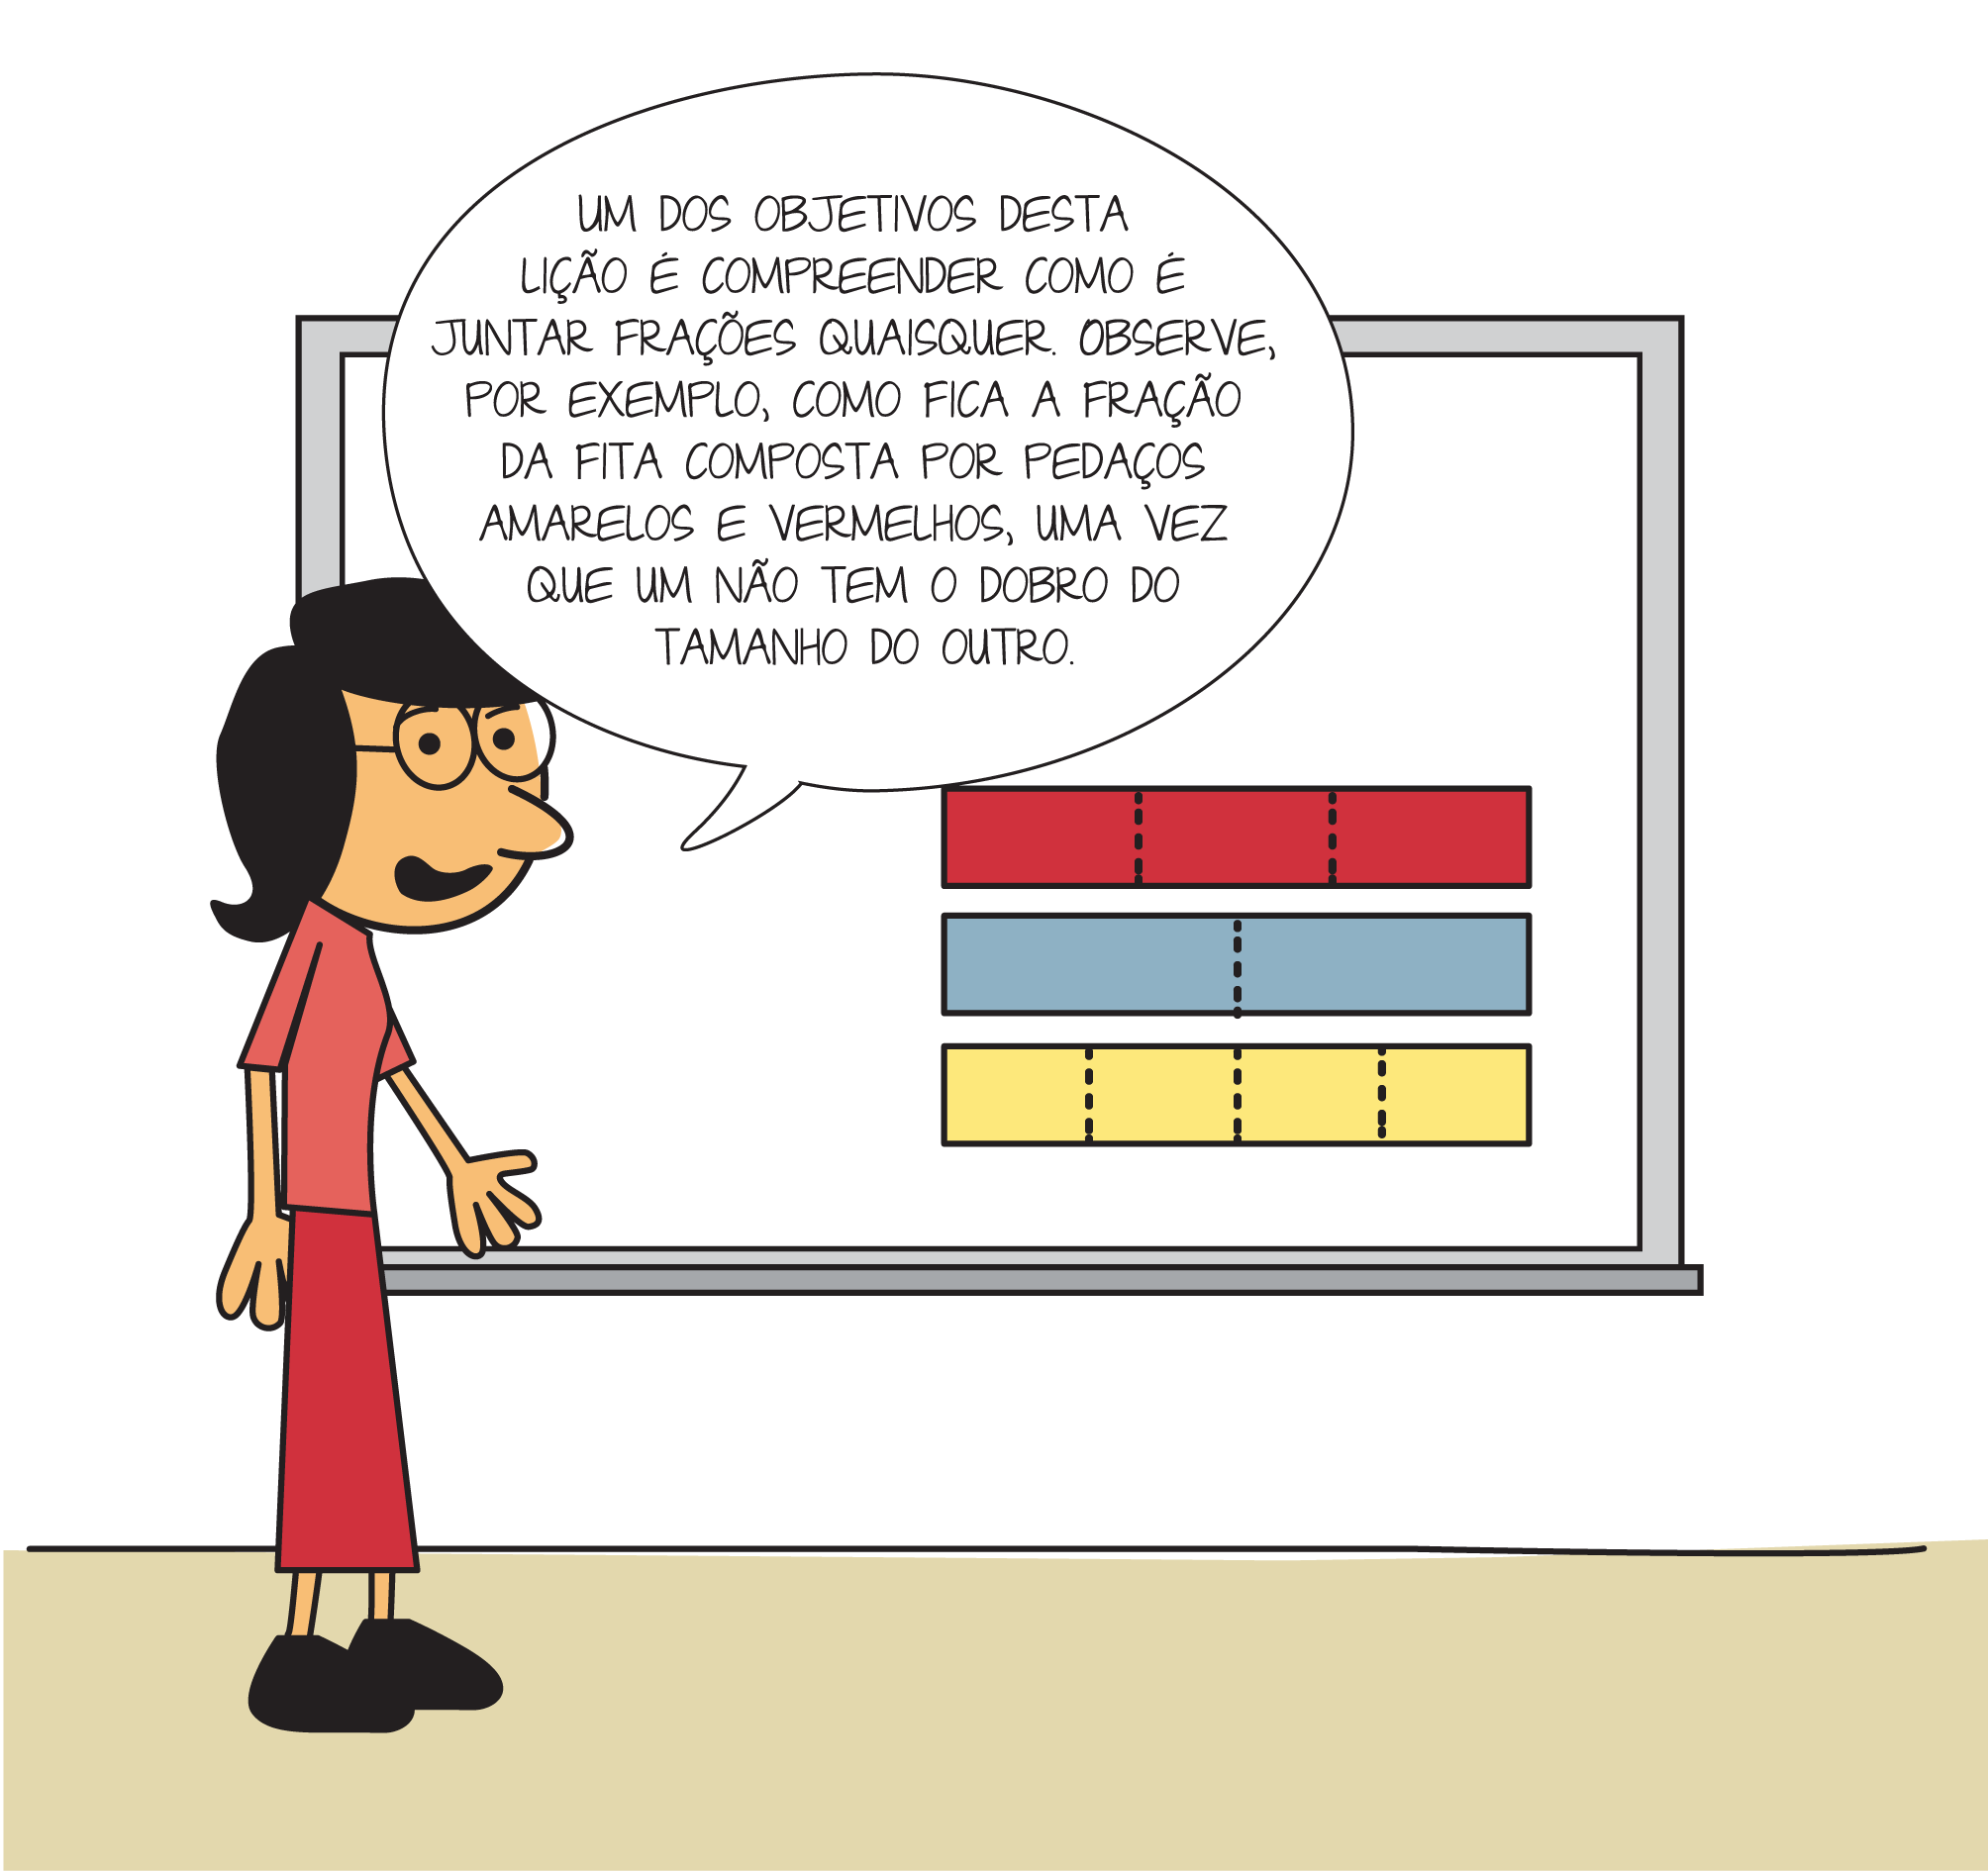 UM DOS OBJETIVOS DESTA
LIÇÃO É COMPREENDER COMO É
JUNTAR FRAÇÕES QUAISQUER. OBSERVE,
POR EXEMPLO, COMO FICA A FRAÇÃO
DA FITA COMPOSTA POR PEDAÇOS
AMARELOS E VERMELHOS, UMA VEZ
QUE UM NÃO TEM O DOBRO DO
TAMANHO DO OUTRO.